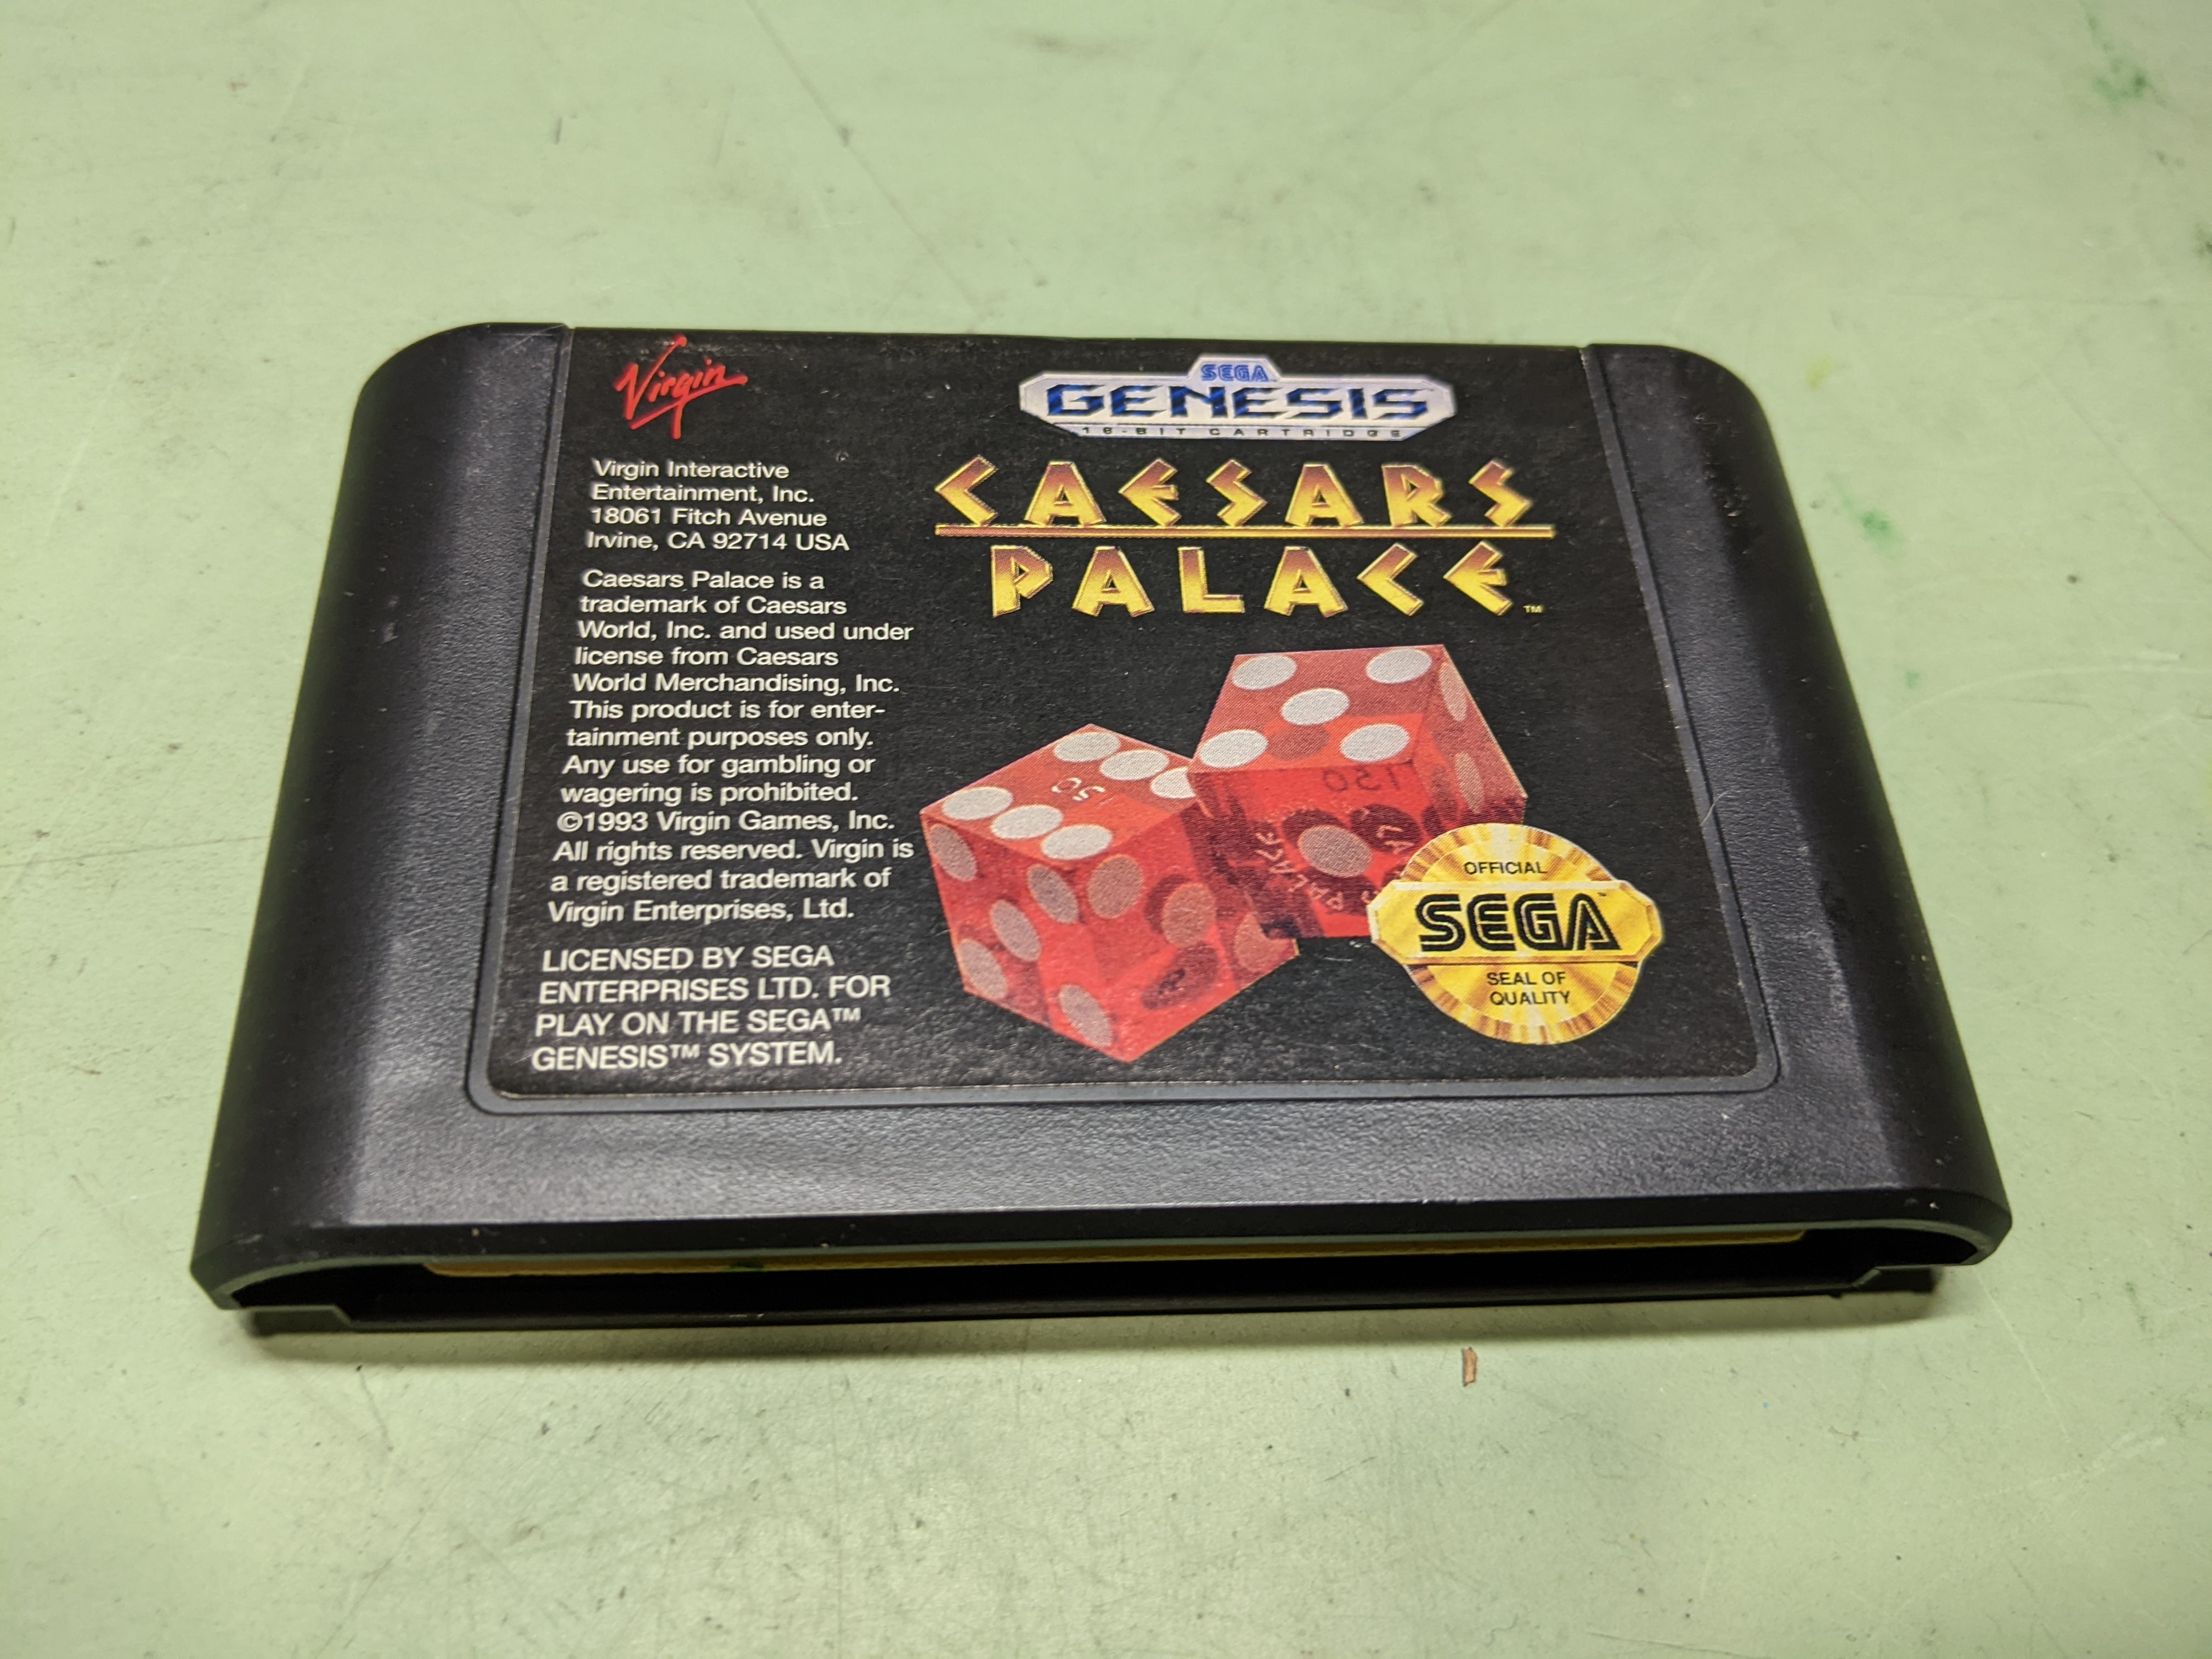 Virgin
Virgin Interactive
Entertainment, Inc.
18061 Fitch Avenue
Irvine, CA 92714 USA
Caesars Palace is a
trademark of Caesars
World, Inc. and used under
license from Caesars
World Merchandising, Inc.
This product is for enter-
tainment purposes only.
Any use for gambling or
wagering is prohibited.
©1993 Virgin Games, Inc.
All rights reserved. Virgin is
a registered trademark of
Virgin Enterprises, Ltd.
LICENSED BY SEGA
ENTERPRISES LTD. FOR
PLAY ON THE SEGA™
GENESIS™ SYSTEM.
SEGA
GENESIS
16-BIT CARTRIDGE
CAESARS
PALACE™
OFFICIAL
SEGA™
SEAL OF
QUALITY